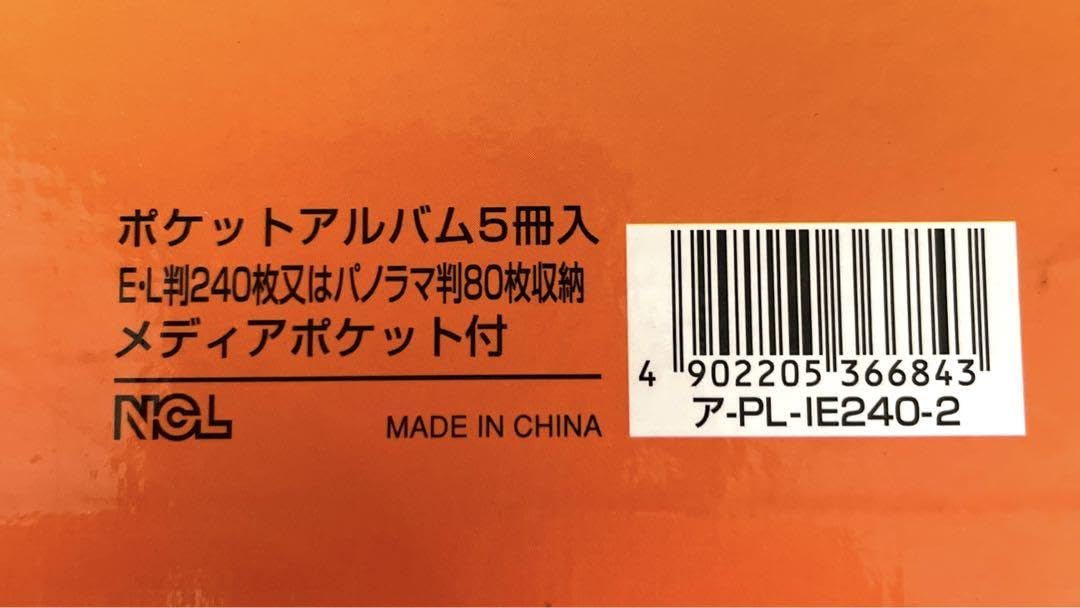 ポケットアルバム5冊入
E・L判240枚又はパノラマ判80枚収納
メディアポケット付
NCL
MADE IN CHINA
4 902205 366843
ア-PL-IE240-2